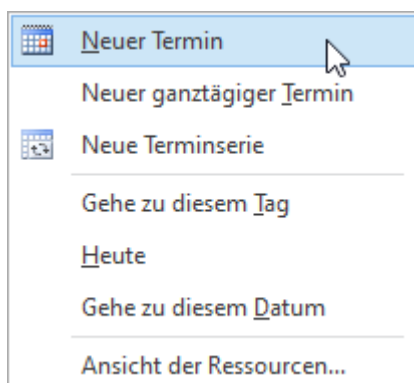 Neuer Termin
Neuer ganztägiger Termin
Neue Terminserie
Gehe zu diesem Tag
Heute
Gehe zu diesem Datum
Ansicht der Ressourcen...